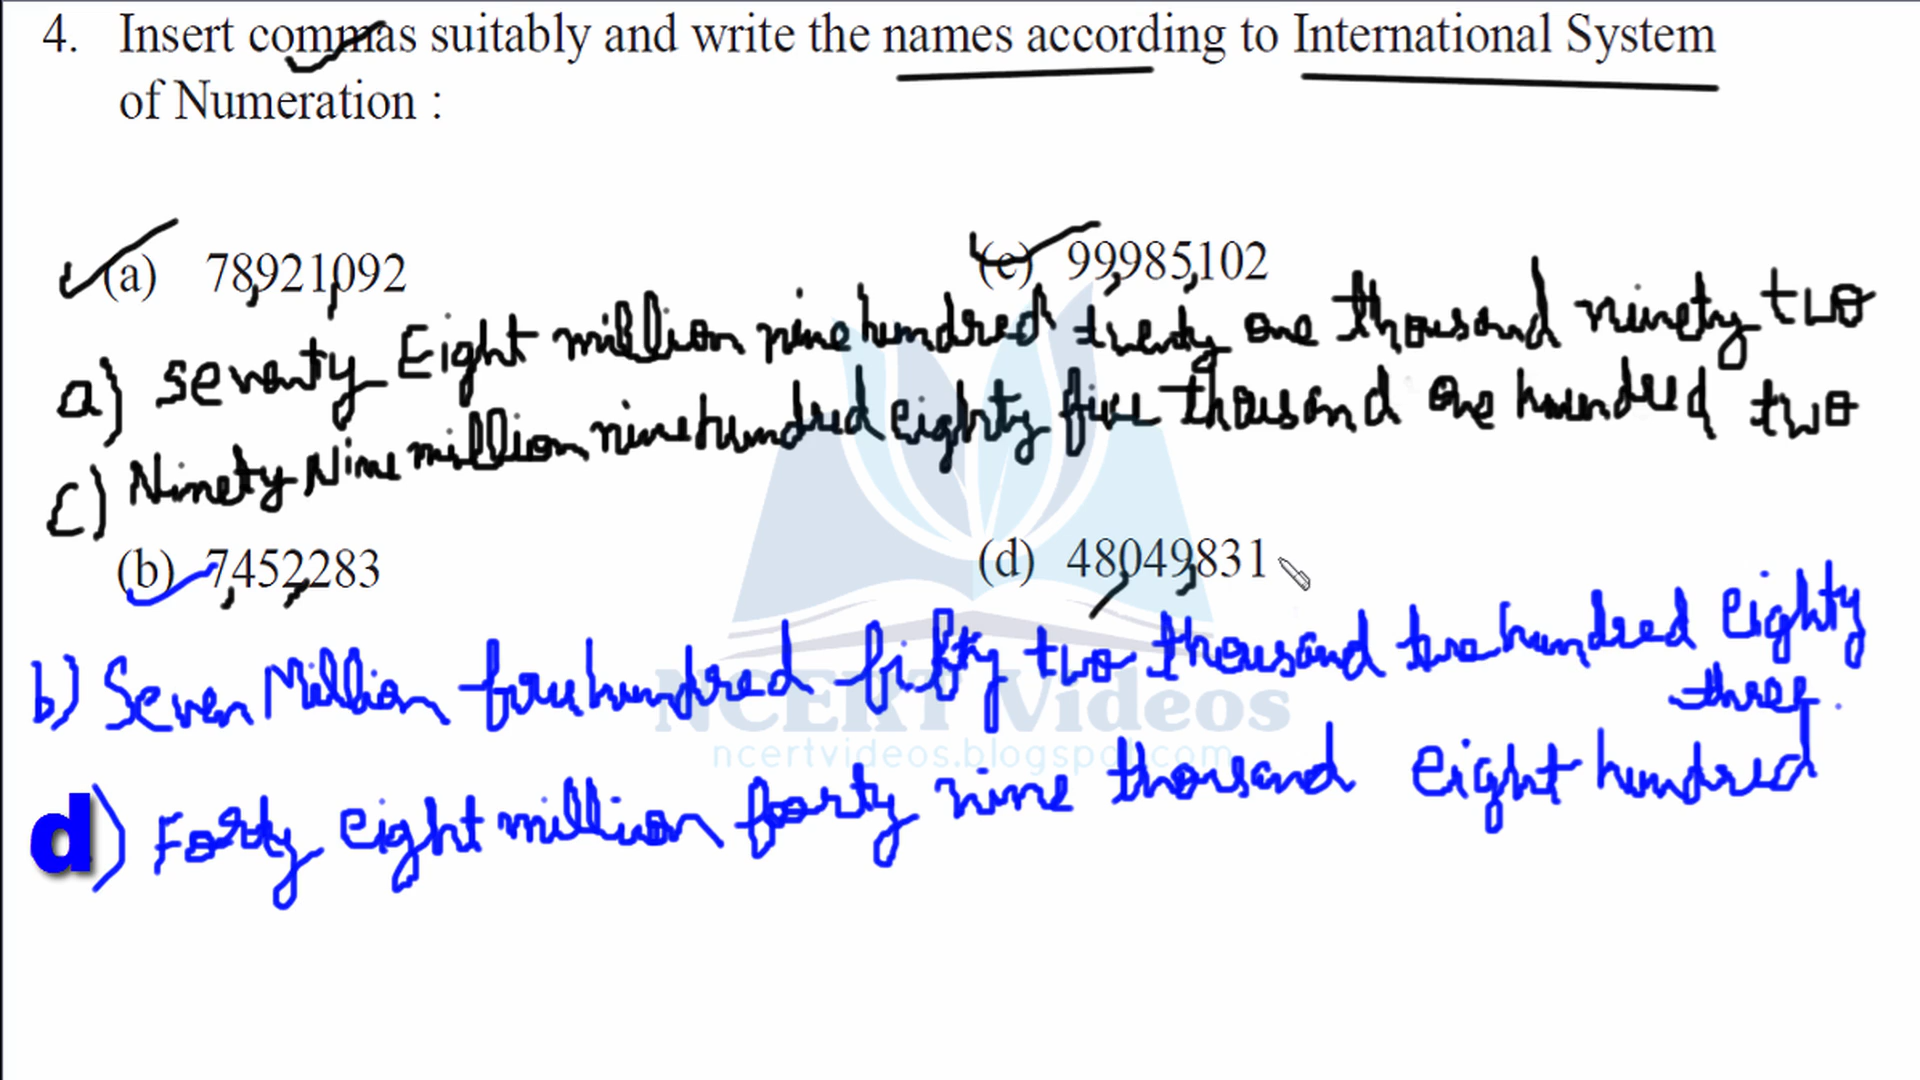 4. Insert commas suitably and write the names according to International System
of Numeration :
(a) 78,921,092 (c) 99,985,102
a) Seventy Eight million nine hundred twenty one thousand ninety two
c) Ninety Nine million nine hundred eighty five thousand one hundred two
(b) 7,452,283 (d) 48,049,831
b) Seven Million four hundred fifty two thousand two hundred eighty
three.
NCERT Videos
ncertvideos.blogspot.com
d) Forty eight million forty nine thousand eight hundred